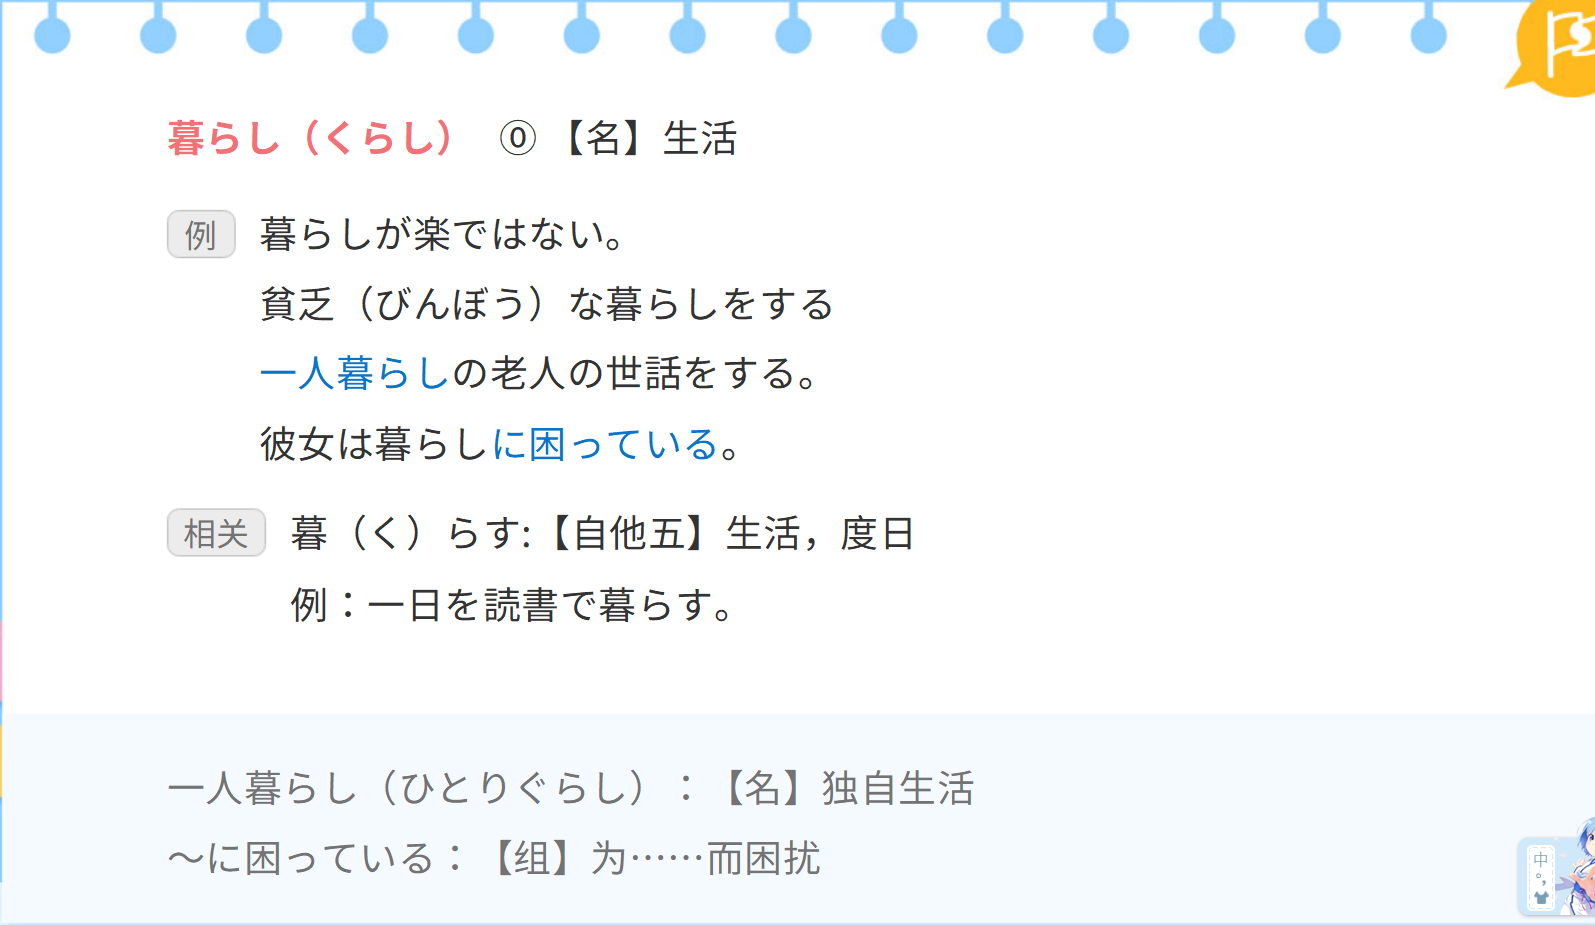 暮らし（くらし） ⓪ 【名】生活
例 暮らしが楽ではない。
貧乏（びんぼう）な暮らしをする
一人暮らしの老人の世話をする。
彼女は暮らしに困っている。
相关 暮（く）らす:【自他五】生活，度日
例：一日を読書で暮らす。
一人暮らし（ひとりぐらし）：【名】独自生活
～に困っている：【组】为……而困扰
中
°,